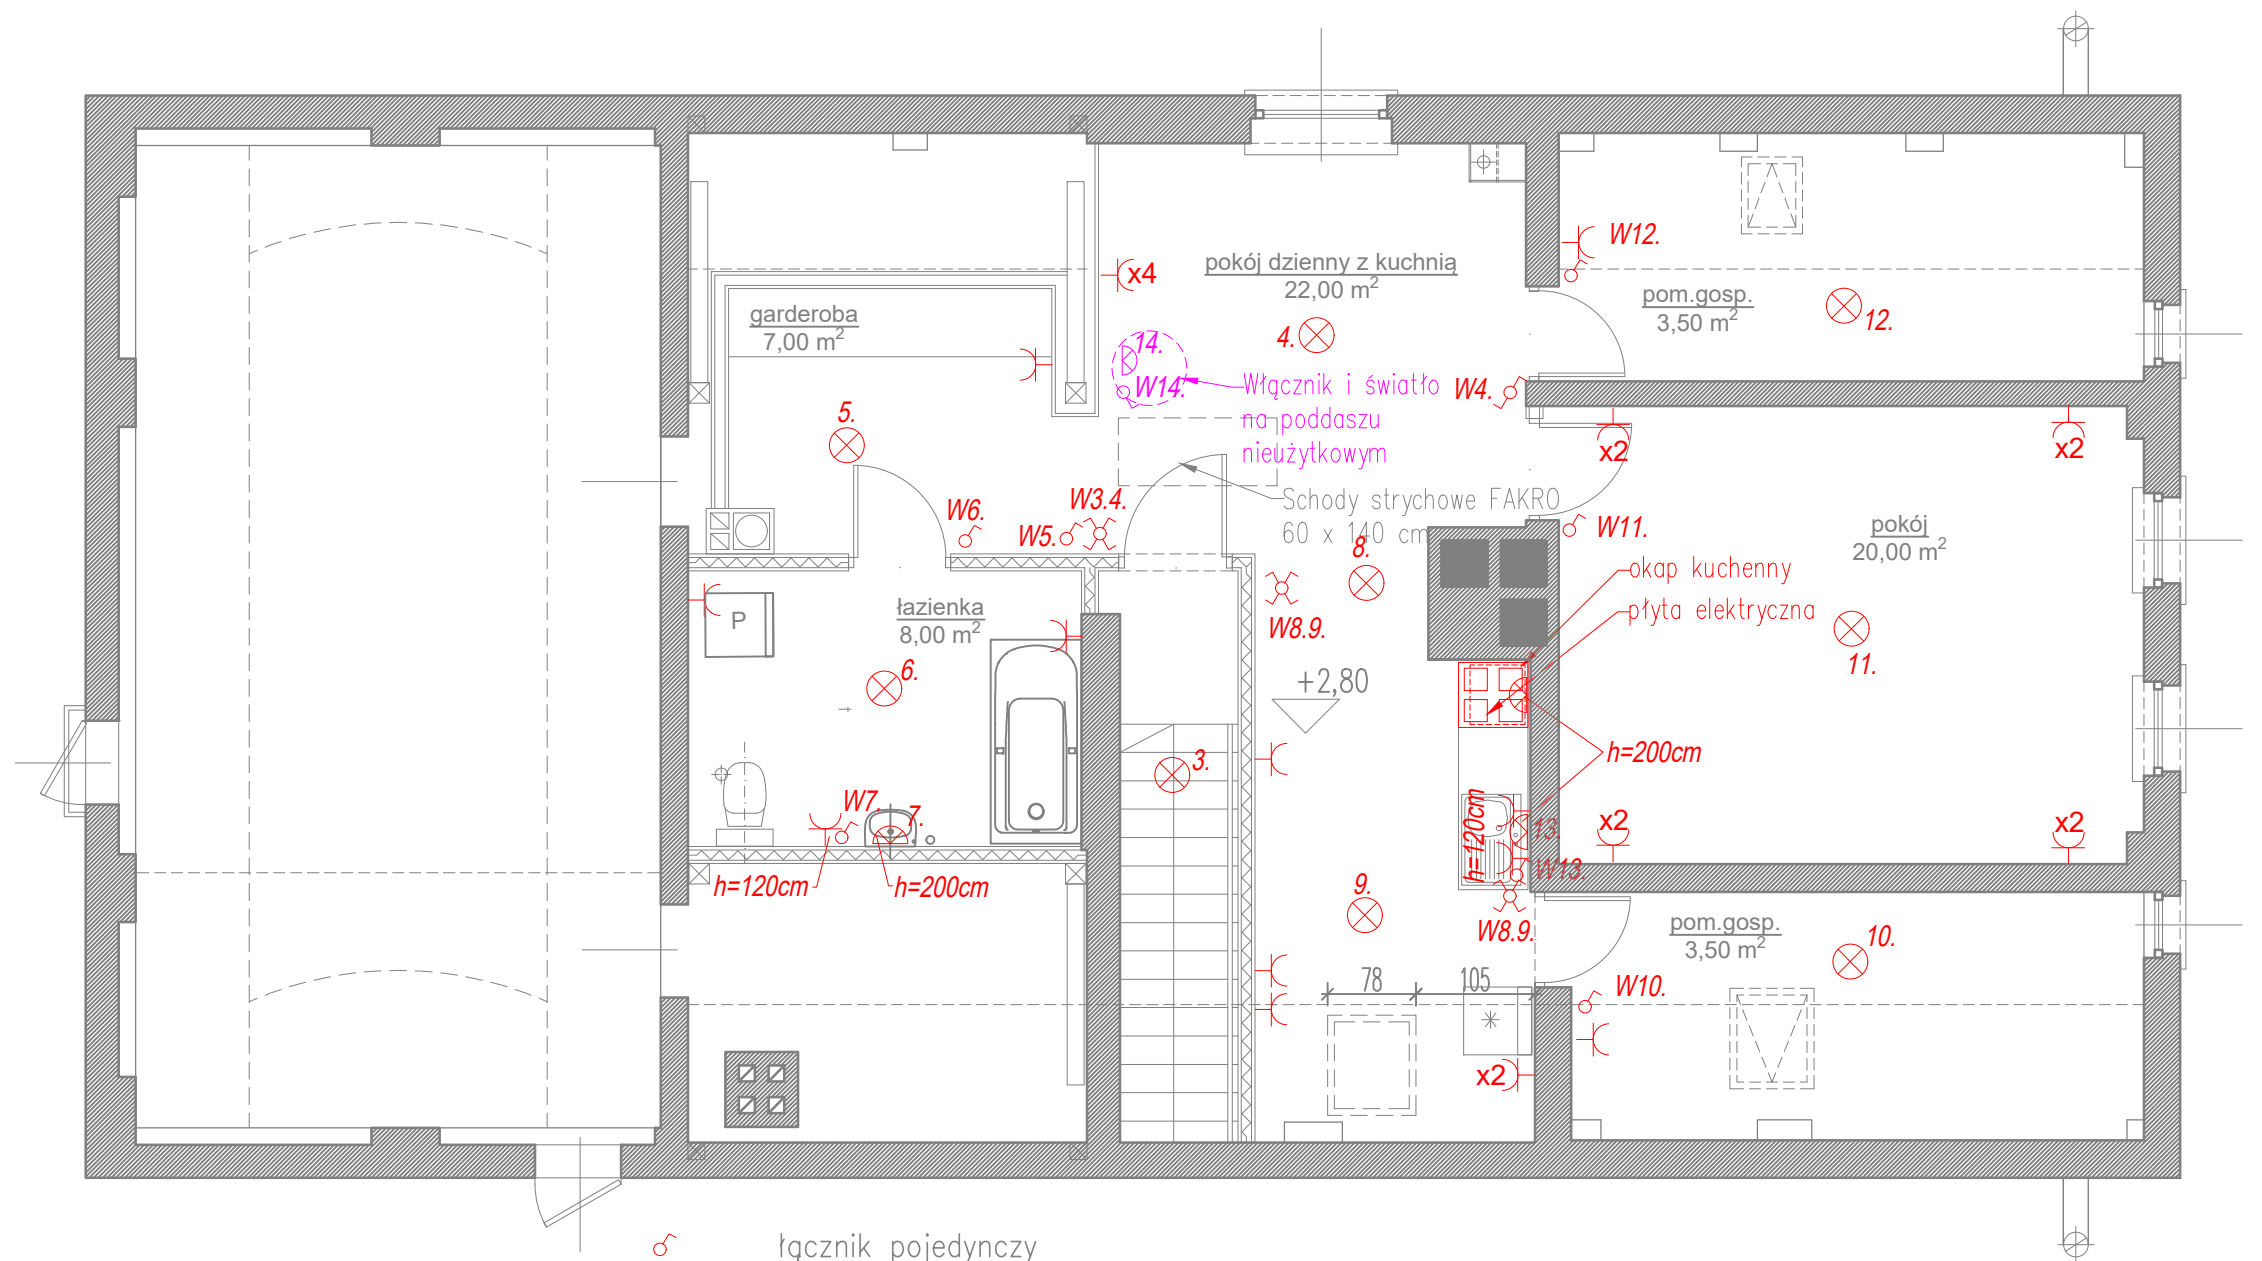 W12.
x4
pokój dzienny z kuchnią
22,00 m²
pom.gosp.
3,50 m²
12.
garderoba
7,00 m²
4.
14.
W14.
Włącznik i światło
na poddaszu
nieużytkowym
W4.
5.
x2
x2
Schody strychowe FAKRO
60 x 140 cm
W6.
W5.
W3.4.
W11.
pokój
20,00 m²
8.
okap kuchenny
płyta elektryczna
P
łazienka
8,00 m²
W8.9.
11.
6.
+2,80
3.
h=200cm
W7.
7.
h=120cm
13.
x2
x2
W13.
h=120cm
h=200cm
9.
W8.9.
pom.gosp.
3,50 m²
10.
78
105
W10.
x2
łącznik pojedynczy